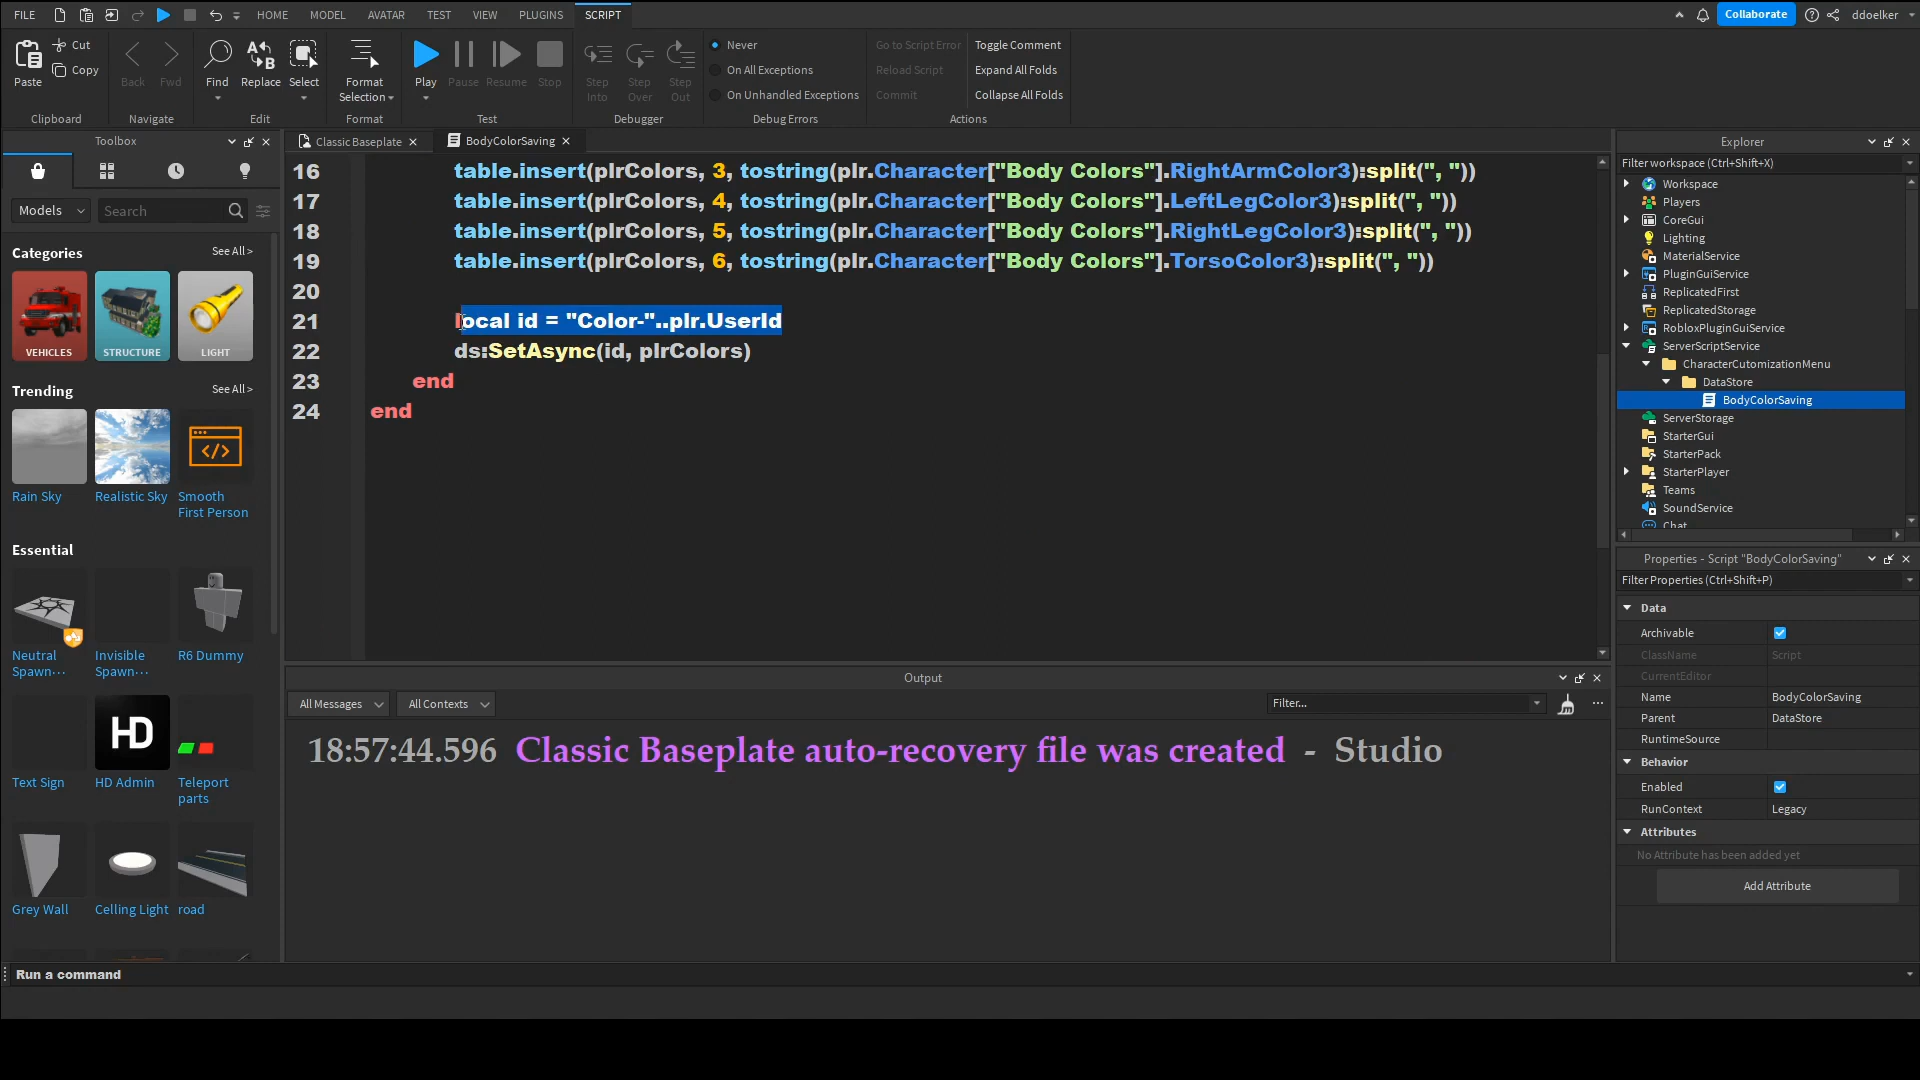 FILE HOME MODEL AVATAR TEST VIEW PLUGINS SCRIPT Collaborate ddoelker
Paste Cut Copy Back Fwd Find Replace Select Format Selection Play Pause Resume Stop Step Into Step Over Step Out
Never
On All Exceptions
On Unhandled Exceptions
Go to Script Error
Reload Script
Commit
Toggle Comment
Expand All Folds
Collapse All Folds
Clipboard Navigate Edit Format Test Debugger Debug Errors Actions
Toolbox
Models Search
Categories See All >
VEHICLES STRUCTURE LIGHT
Trending See All >
Rain Sky Realistic Sky Smooth First Person
Essential
Neutral Spawn... Invisible Spawn... R6 Dummy
HD
Text Sign HD Admin Teleport parts
Grey Wall Celling Light road
Classic Baseplate BodyColorSaving
16 table.insert(plrColors, 3, tostring(plr.Character["Body Colors"].RightArmColor3):split(", "))
17 table.insert(plrColors, 4, tostring(plr.Character["Body Colors"].LeftLegColor3):split(", "))
18 table.insert(plrColors, 5, tostring(plr.Character["Body Colors"].RightLegColor3):split(", "))
19 table.insert(plrColors, 6, tostring(plr.Character["Body Colors"].TorsoColor3):split(", "))
20
21 local id = "Color-"..plr.UserId
22 ds:SetAsync(id, plrColors)
23 end
24 end
Output
All Messages All Contexts Filter...
18:57:44.596 Classic Baseplate auto-recovery file was created - Studio
Explorer
Filter workspace (Ctrl+Shift+X)
Workspace
Players
CoreGui
Lighting
MaterialService
PluginGuiService
ReplicatedFirst
ReplicatedStorage
RobloxPluginGuiService
ServerScriptService
CharacterCutomizationMenu
DataStore
BodyColorSaving
ServerStorage
StarterGui
StarterPack
StarterPlayer
Teams
SoundService
Chat
Properties - Script "BodyColorSaving"
Filter Properties (Ctrl+Shift+P)
Data
Archivable
ClassName Script
CurrentEditor
Name BodyColorSaving
Parent DataStore
RuntimeSource
Behavior
Enabled
RunContext Legacy
Attributes
No Attribute has been added yet
Add Attribute
Run a command